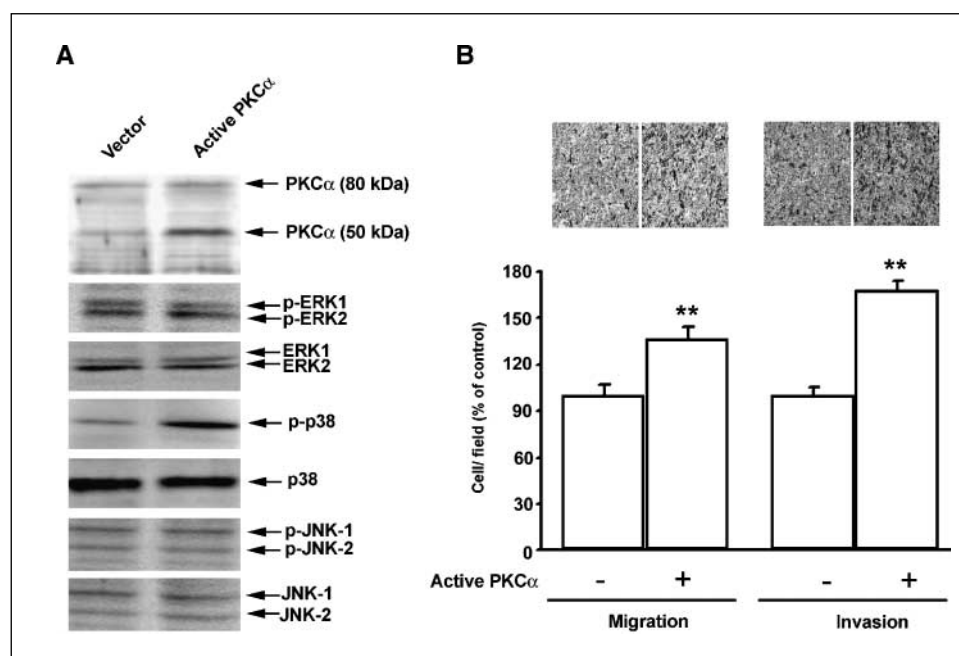 A
Vector
Active PKCα
PKCα (80 kDa)
PKCα (50 kDa)
p-ERK1
p-ERK2
ERK1
ERK2
p-p38
p38
p-JNK-1
p-JNK-2
JNK-1
JNK-2
B
**
**
180
150
120
90
60
30
0
Cell/ field (% of control)
Active PKCα - + - +
Migration Invasion